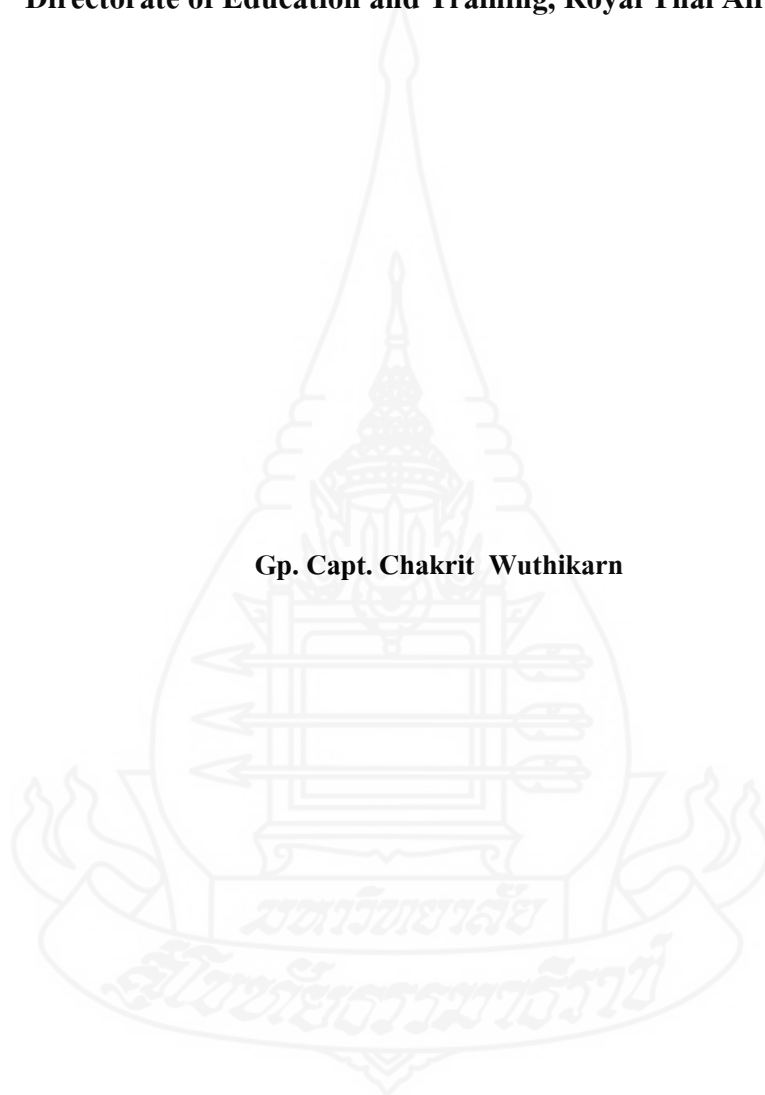 Directorate of Education and Training, Royal Thai Air
Gp. Capt. Chakrit Wuthikarn
มหาวิทยาลัย
สุโขทัยธรรมาธิราช